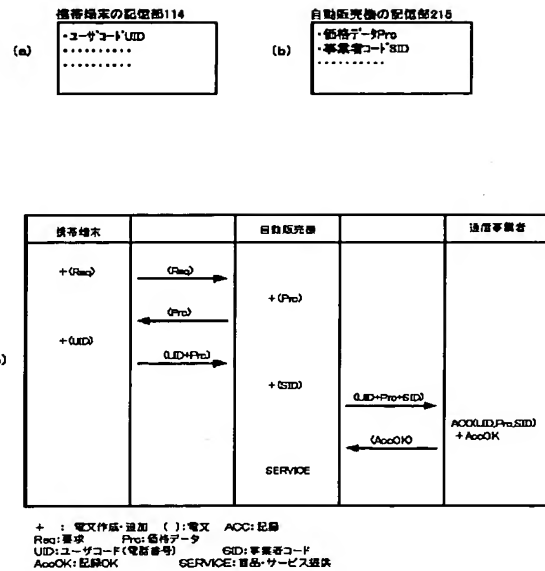 携帯端末の記憶部114
・ユーザコードUID
・・・・・・・・・・
・・・・・・・・・・
(a)
自動販売機の記憶部215
・価格データPro
・事業者コードSID
・・・・・・・・・・
(b)
携帯端末 自動販売機 通信事業者
+(Req) (Req)
+(Pro)
(Pro)
+(UID)
(UID+Pro)
+(SID)
(UID+Pro+SID)
ACC(UID,Pro,SID)
(AccOK) +AccOK
SERVICE
+ : 電文作成・追加 ( ):電文 ACC:記録
Req:要求 Pro:価格データ
UID:ユーザコード(電話番号) SID:事業者コード
AccOK:記録OK SERVICE:商品・サービス提供